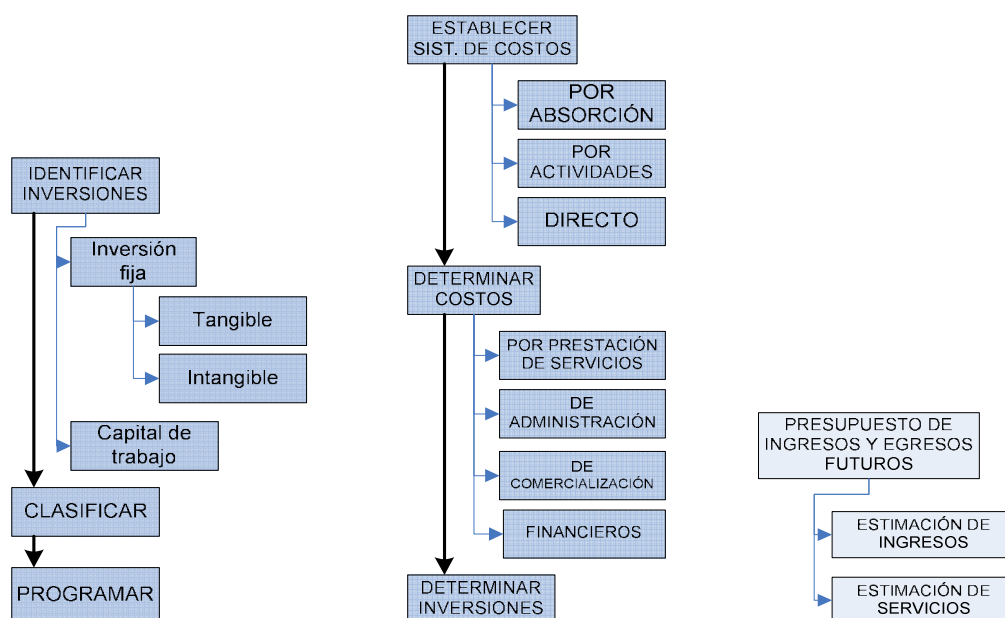 IDENTIFICAR
INVERSIONES
Inversión
fija
Tangible
Intangible
Capital de
trabajo
CLASIFICAR
PROGRAMAR
ESTABLECER
SIST. DE COSTOS
POR
ABSORCIÓN
POR
ACTIVIDADES
DIRECTO
DETERMINAR
COSTOS
POR PRESTACIÓN
DE SERVICIOS
DE
ADMINISTRACIÓN
DE
COMERCIALIZACIÓN
FINANCIEROS
DETERMINAR
INVERSIONES
PRESUPUESTO DE
INGRESOS Y EGRESOS
FUTUROS
ESTIMACIÓN DE
INGRESOS
ESTIMACIÓN DE
SERVICIOS